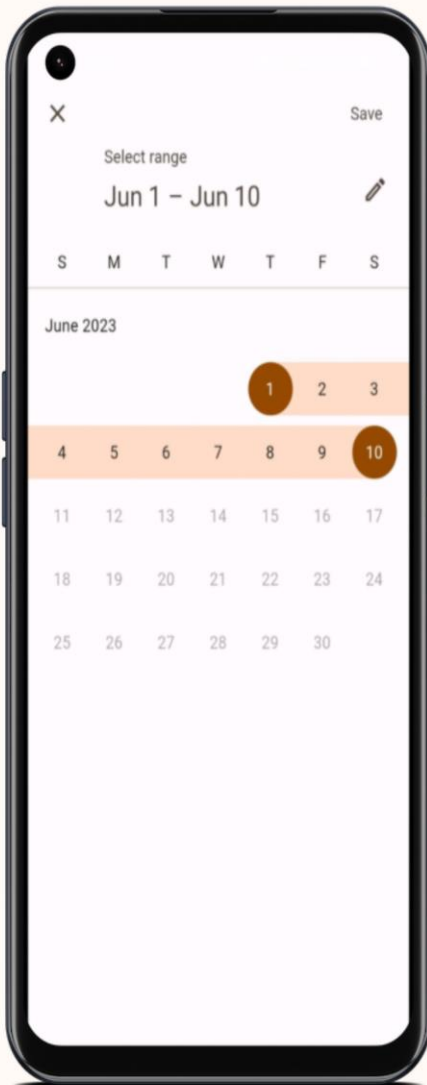 ×
Save
Select range
Jun 1 – Jun 10
S M T W T F S
June 2023
1 2 3
4 5 6 7 8 9 10
11 12 13 14 15 16 17
18 19 20 21 22 23 24
25 26 27 28 29 30